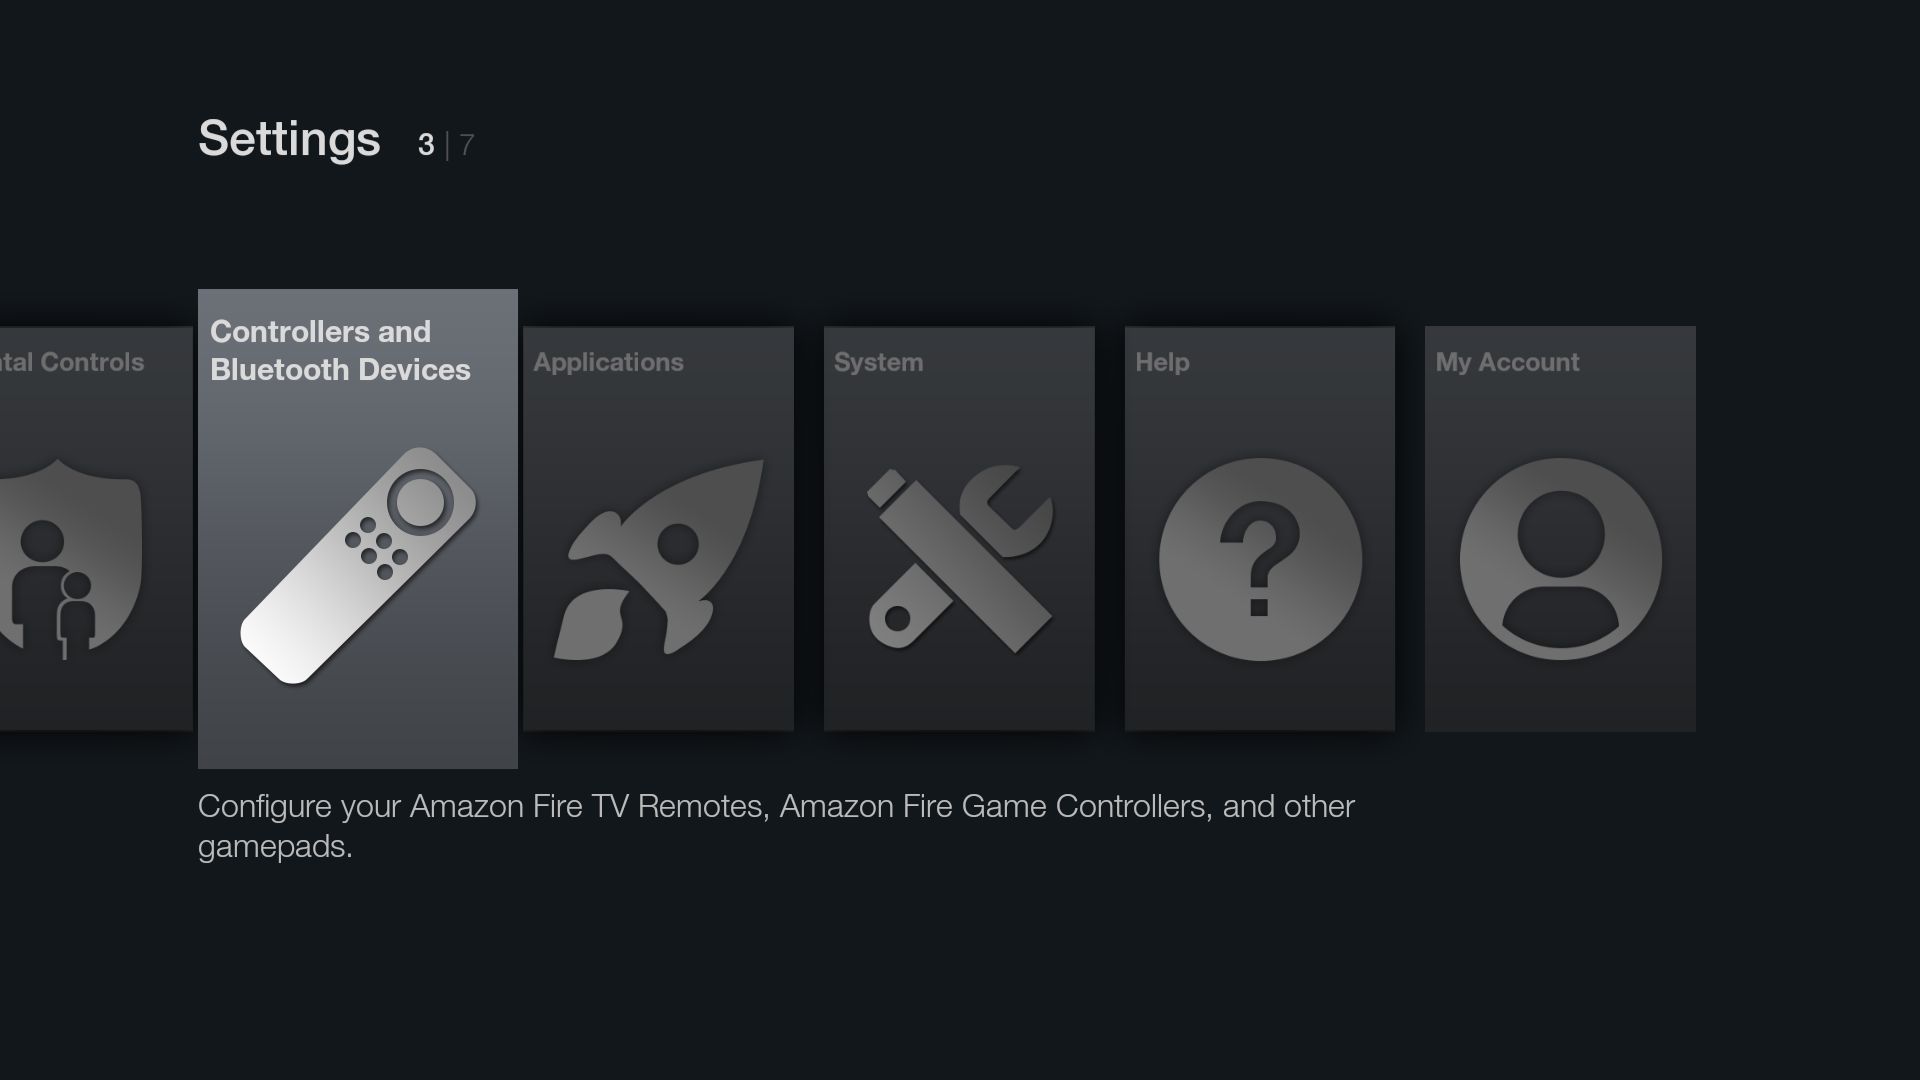 Settings 3 | 7
tal Controls
Controllers and
Bluetooth Devices
Applications
System
Help
My Account
Configure your Amazon Fire TV Remotes, Amazon Fire Game Controllers, and other
gamepads.